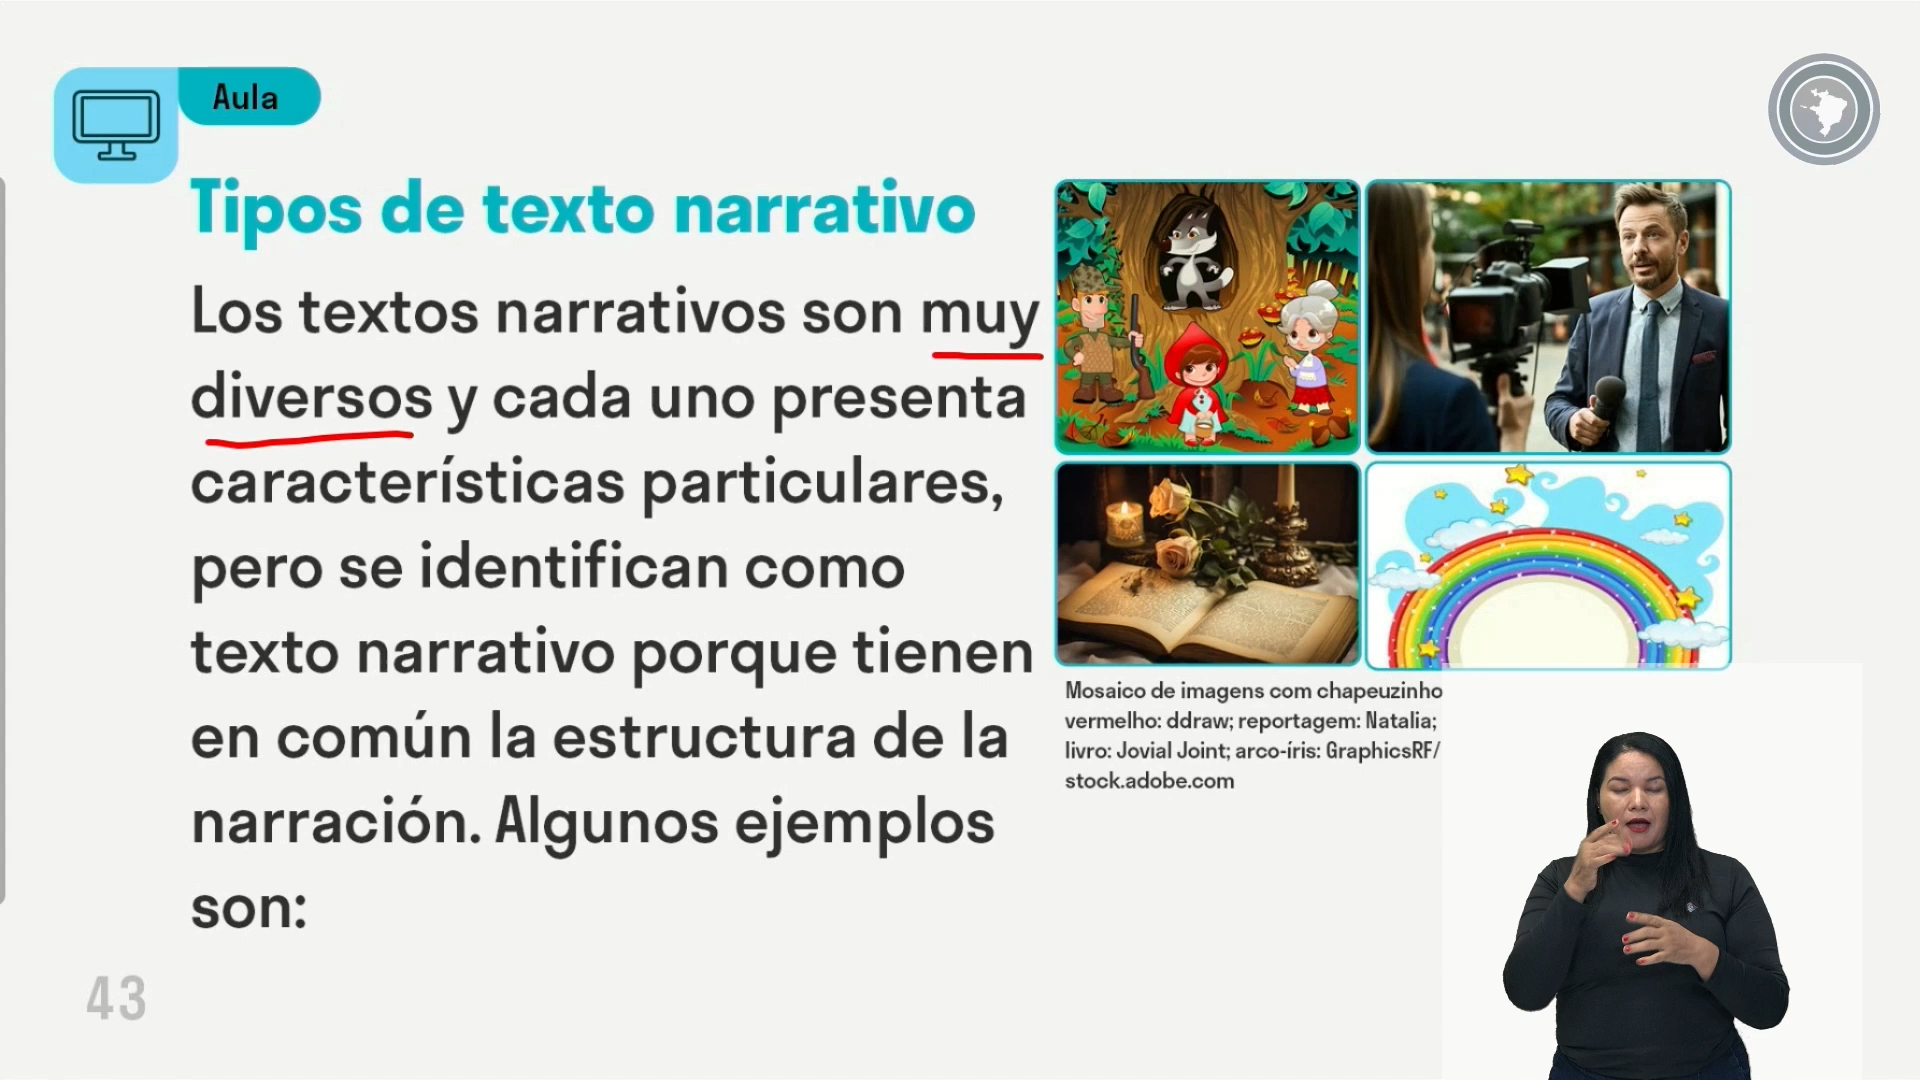 Aula
Tipos de texto narrativo
Los textos narrativos son muy
diversos y cada uno presenta
características particulares,
pero se identifican como
texto narrativo porque tienen
en común la estructura de la
narración. Algunos ejemplos
son:
Mosaico de imagens com chapeuzinho
vermelho: ddraw; reportagem: Natalia;
livro: Jovial Joint; arco-íris: GraphicsRF/
stock.adobe.com
43